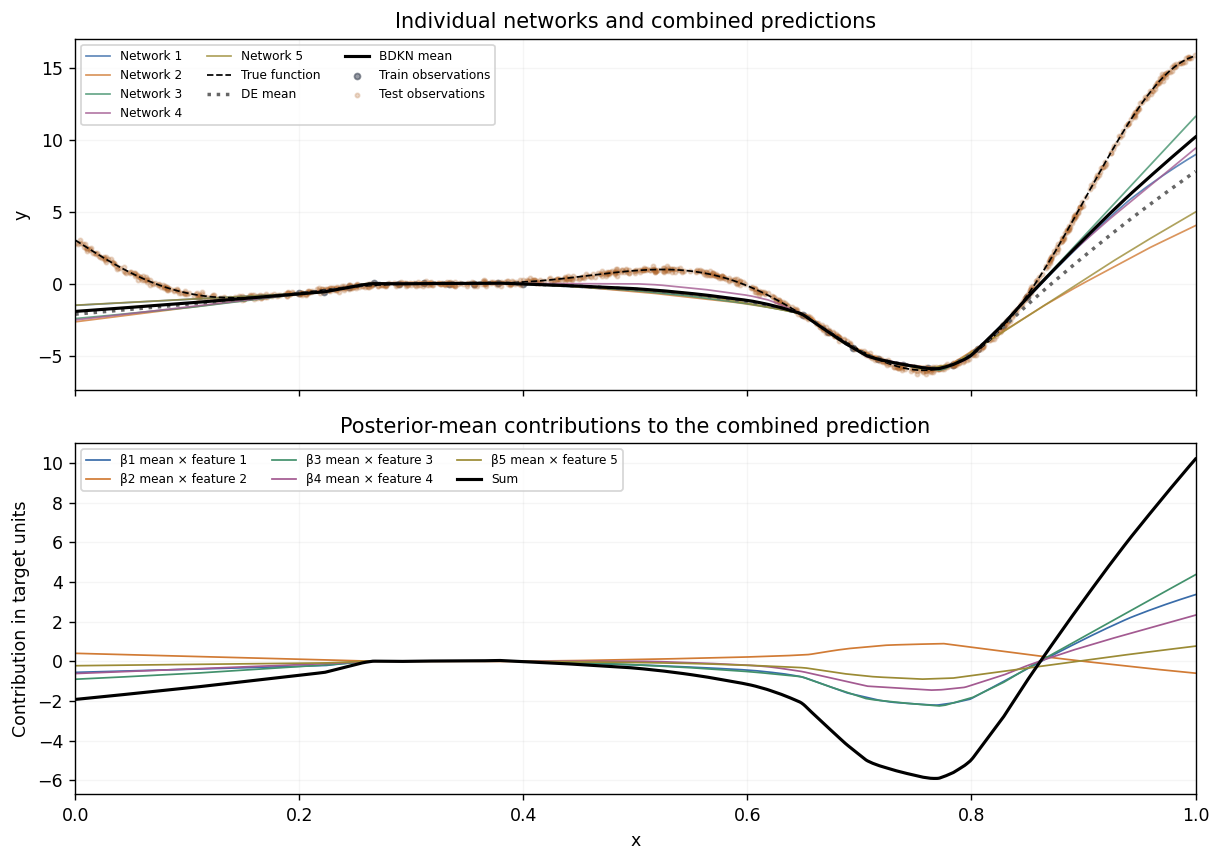 Individual networks and combined predictions
Network 1
Network 2
Network 3
Network 4
Network 5
True function
DE mean
BDKN mean
Train observations
Test observations
15
10
5
0
−5
y
Posterior-mean contributions to the combined prediction
β1 mean × feature 1
β2 mean × feature 2
β3 mean × feature 3
β4 mean × feature 4
β5 mean × feature 5
Sum
10
8
6
4
2
0
−2
−4
−6
Contribution in target units
0.0
0.2
0.4
0.6
0.8
1.0
x